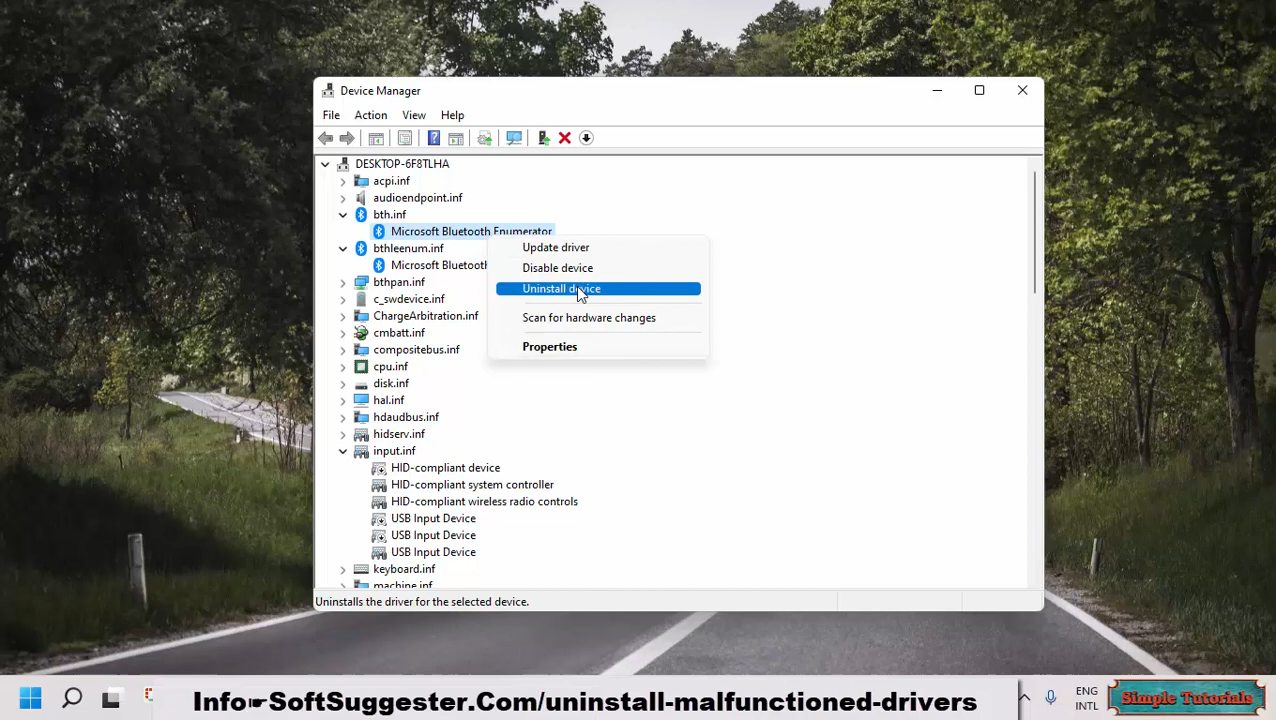 Device Manager
File Action View Help
DESKTOP-6F8TLHA
acpi.inf
audioendpoint.inf
bth.inf
Microsoft Bluetooth Enumerator
bthleenum.inf
Microsoft Bluetooth
bthpan.inf
c_swdevice.inf
ChargeArbitration.inf
cmbatt.inf
compositebus.inf
cpu.inf
disk.inf
hal.inf
hdaudbus.inf
hidserv.inf
input.inf
HID-compliant device
HID-compliant system controller
HID-compliant wireless radio controls
USB Input Device
USB Input Device
USB Input Device
keyboard.inf
machine.inf
Update driver
Disable device
Uninstall device
Scan for hardware changes
Properties
Uninstalls the driver for the selected device.
Info☛SoftSuggester.Com/uninstall-malfunctioned-drivers
ENG
INTL
Simple Tutorials